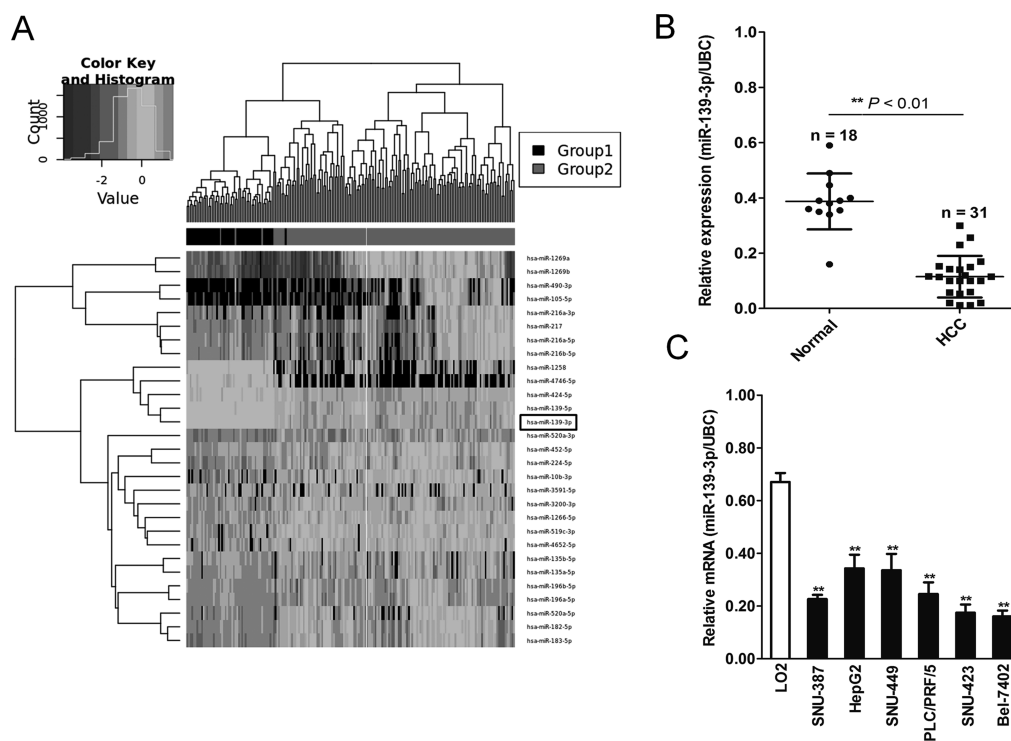 A
Color Key
and Histogram
Count
0
1000
-2
0
Value
Group1
Group2
hsa-miR-1269a
hsa-miR-1269b
hsa-miR-490-3p
hsa-miR-105-5p
hsa-miR-216a-3p
hsa-miR-217
hsa-miR-216a-5p
hsa-miR-216b-5p
hsa-miR-1258
hsa-miR-4746-5p
hsa-miR-424-5p
hsa-miR-139-5p
hsa-miR-139-3p
hsa-miR-520a-3p
hsa-miR-452-5p
hsa-miR-224-5p
hsa-miR-10b-3p
hsa-miR-3591-5p
hsa-miR-3200-3p
hsa-miR-1266-5p
hsa-miR-519c-3p
hsa-miR-4652-5p
hsa-miR-135b-5p
hsa-miR-135a-5p
hsa-miR-196b-5p
hsa-miR-196a-5p
hsa-miR-520a-5p
hsa-miR-182-5p
hsa-miR-183-5p
B
Relative expression (miR-139-3p/UBC)
1.0
0.8
0.6
0.4
0.2
0.0
** P < 0.01
n = 18
n = 31
Normal
HCC
C
Relative mRNA (miR-139-3p/UBC)
1.00
0.80
0.60
0.40
0.20
0.00
**
**
**
**
**
**
LO2
SNU-387
HepG2
SNU-449
PLC/PRF/5
SNU-423
Bel-7402